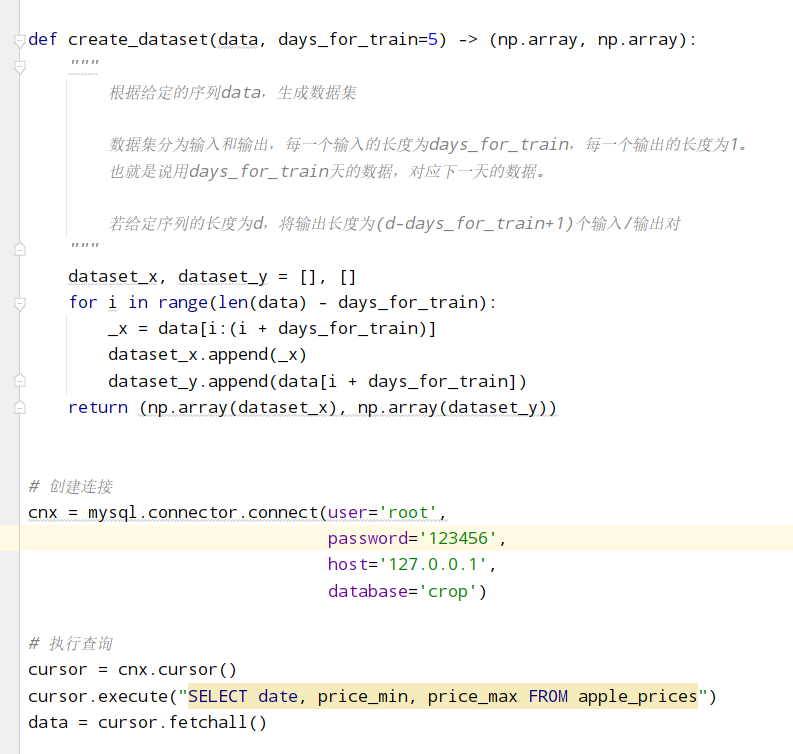 def create_dataset(data, days_for_train=5) -> (np.array, np.array):
    """
        根据给定的序列data，生成数据集

        数据集分为输入和输出，每一个输入的长度为days_for_train，每一个输出的长度为1。
        也就是说用days_for_train天的数据，对应下一天的数据。

        若给定序列的长度为d，将输出长度为(d-days_for_train+1)个输入/输出对
    """
    dataset_x, dataset_y = [], []
    for i in range(len(data) - days_for_train):
        _x = data[i:(i + days_for_train)]
        dataset_x.append(_x)
        dataset_y.append(data[i + days_for_train])
    return (np.array(dataset_x), np.array(dataset_y))


# 创建连接
cnx = mysql.connector.connect(user='root',
                              password='123456',
                              host='127.0.0.1',
                              database='crop')

# 执行查询
cursor = cnx.cursor()
cursor.execute("SELECT date, price_min, price_max FROM apple_prices")
data = cursor.fetchall()